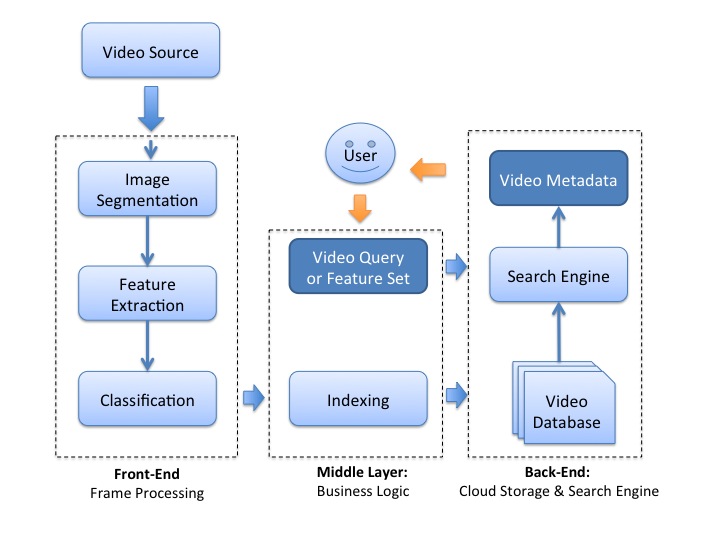 Video Source
Image
Segmentation
Feature
Extraction
Classification
Front-End
Frame Processing
User
Video Query
or Feature Set
Indexing
Middle Layer:
Business Logic
Video Metadata
Search Engine
Video
Database
Back-End:
Cloud Storage & Search Engine